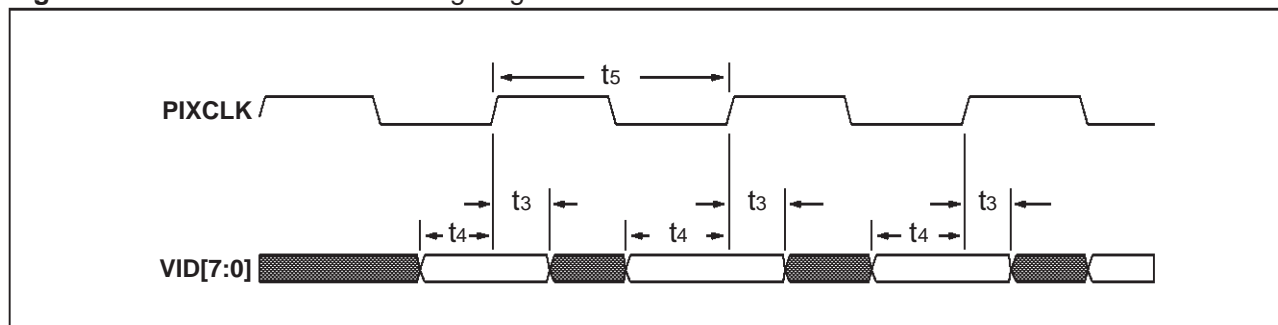 t5
PIXCLK
t3 t3 t3
t4 t4 t4
VID[7:0]